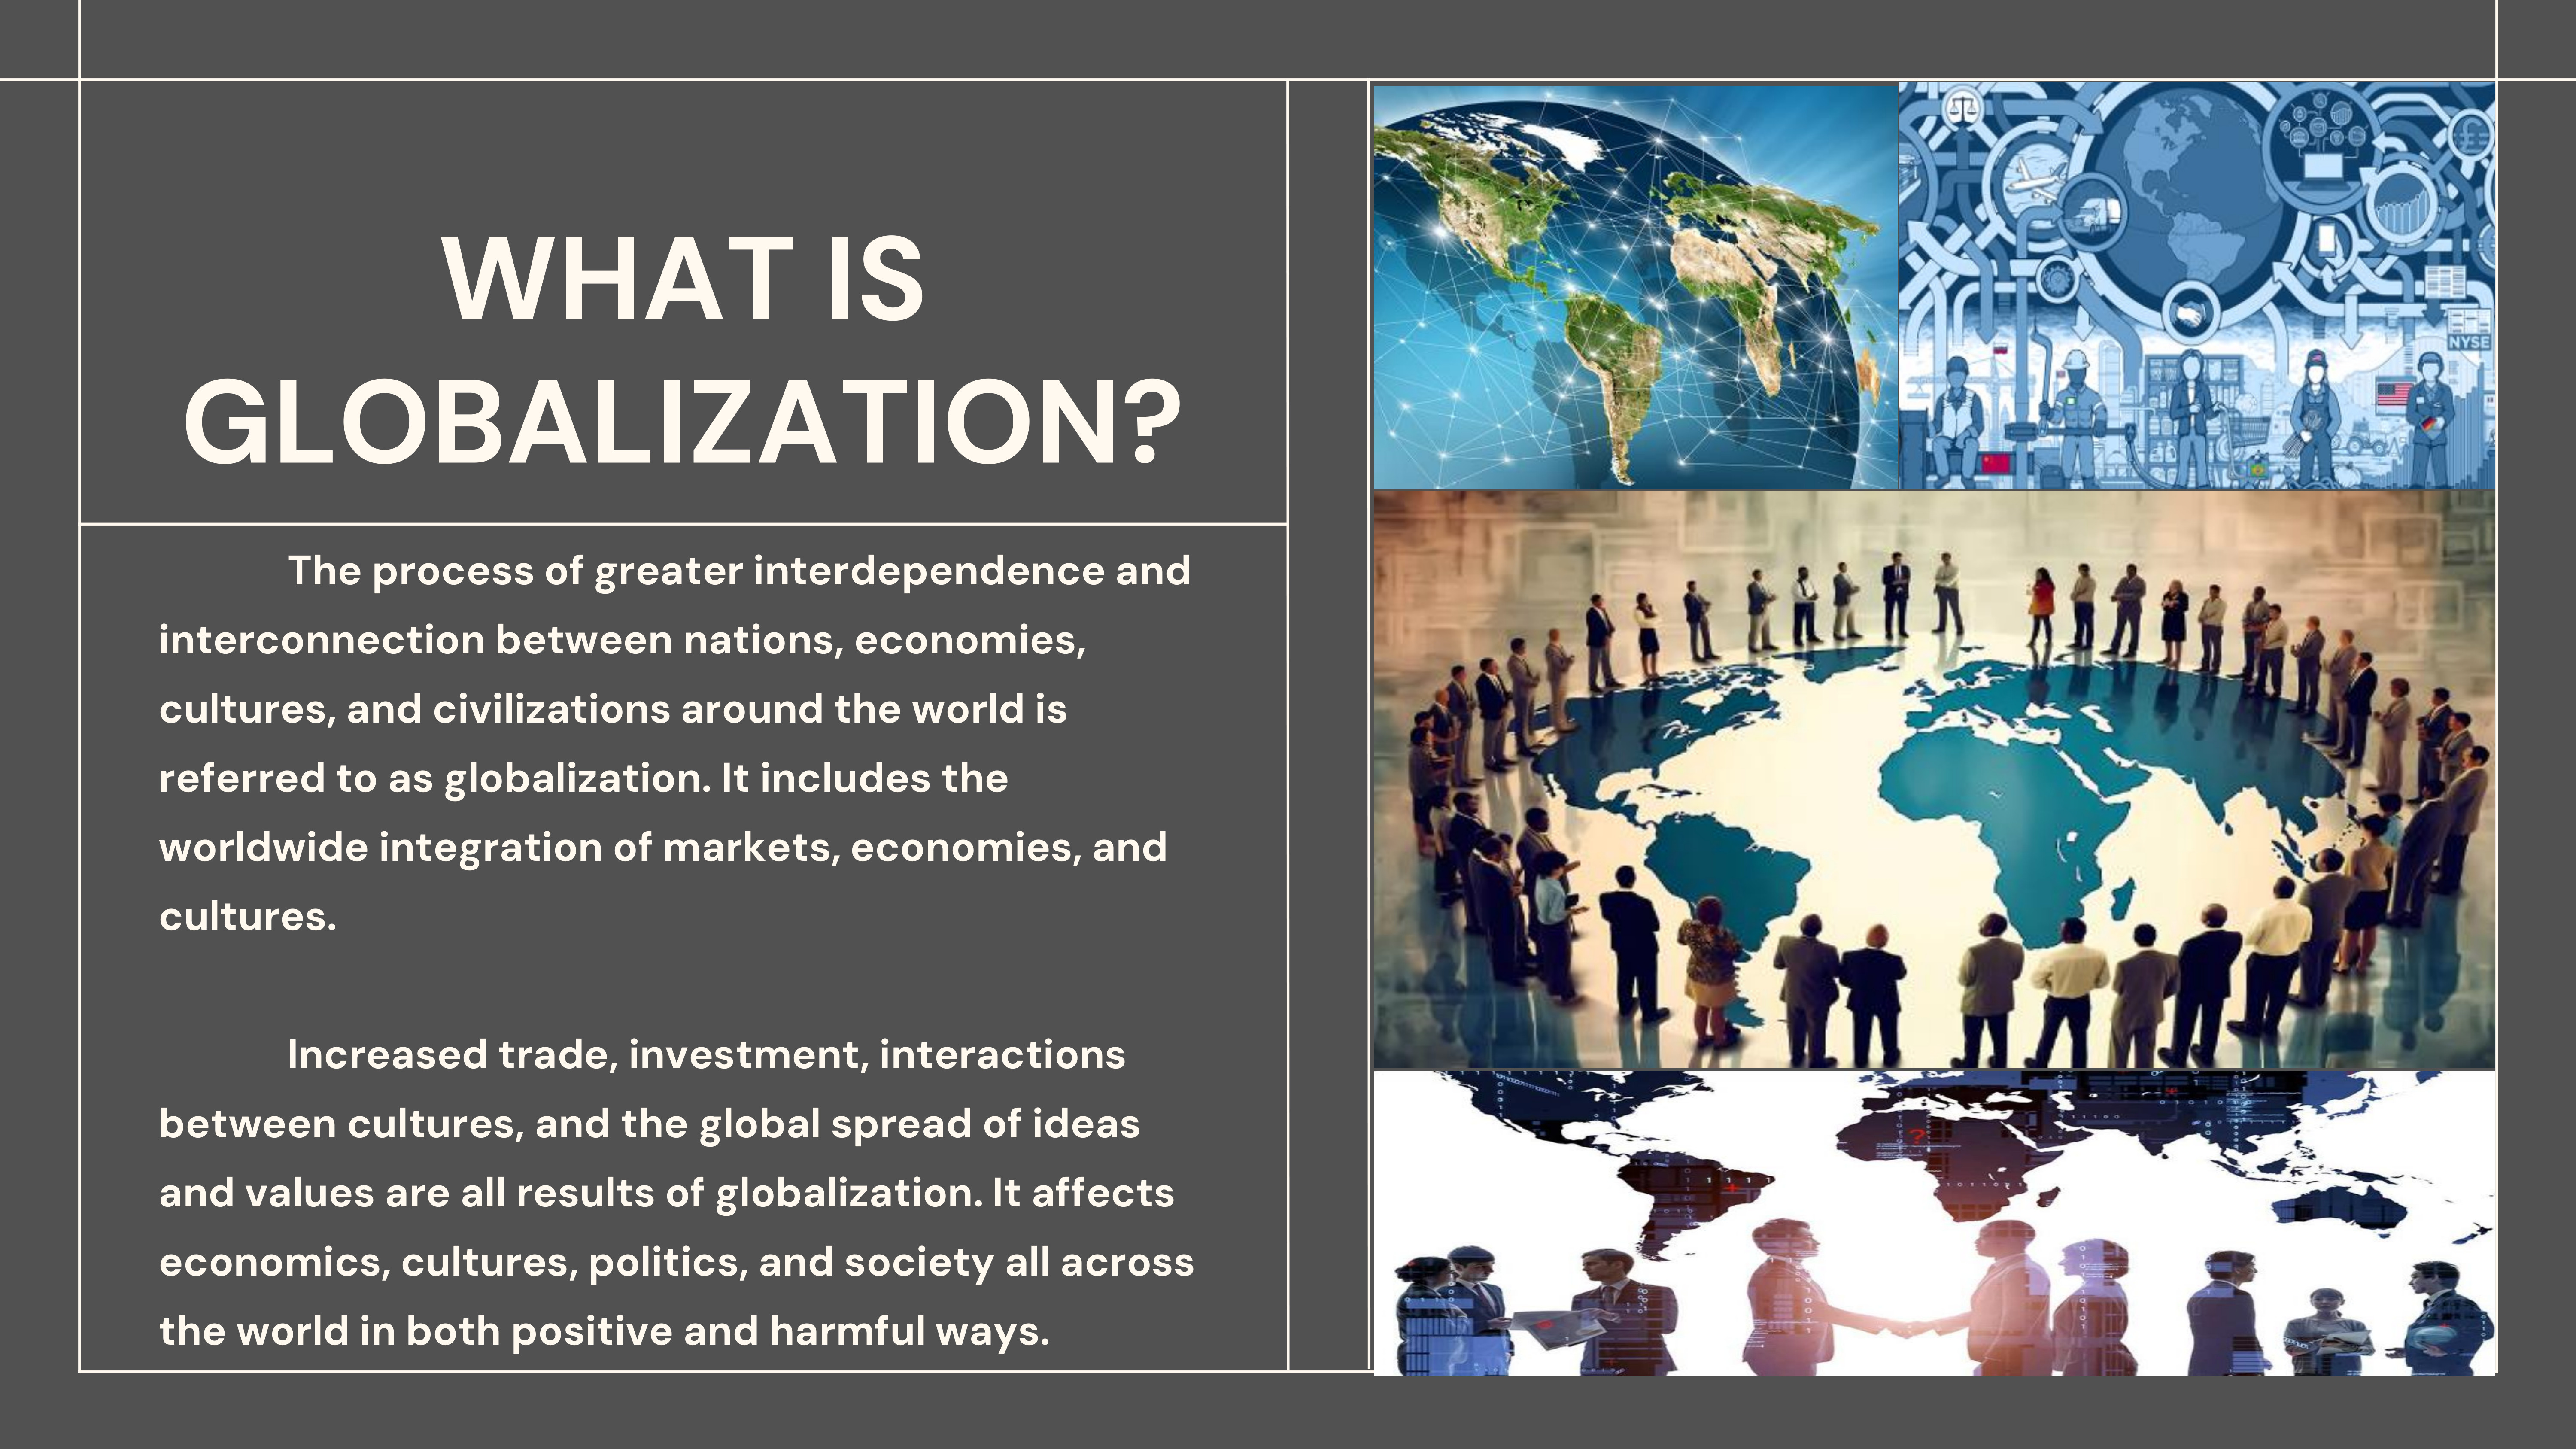 WHAT IS
GLOBALIZATION?
The process of greater interdependence and
interconnection between nations, economies,
cultures, and civilizations around the world is
referred to as globalization. It includes the
worldwide integration of markets, economies, and
cultures.
Increased trade, investment, interactions
between cultures, and the global spread of ideas
and values are all results of globalization. It affects
economics, cultures, politics, and society all across
the world in both positive and harmful ways.
NYSE